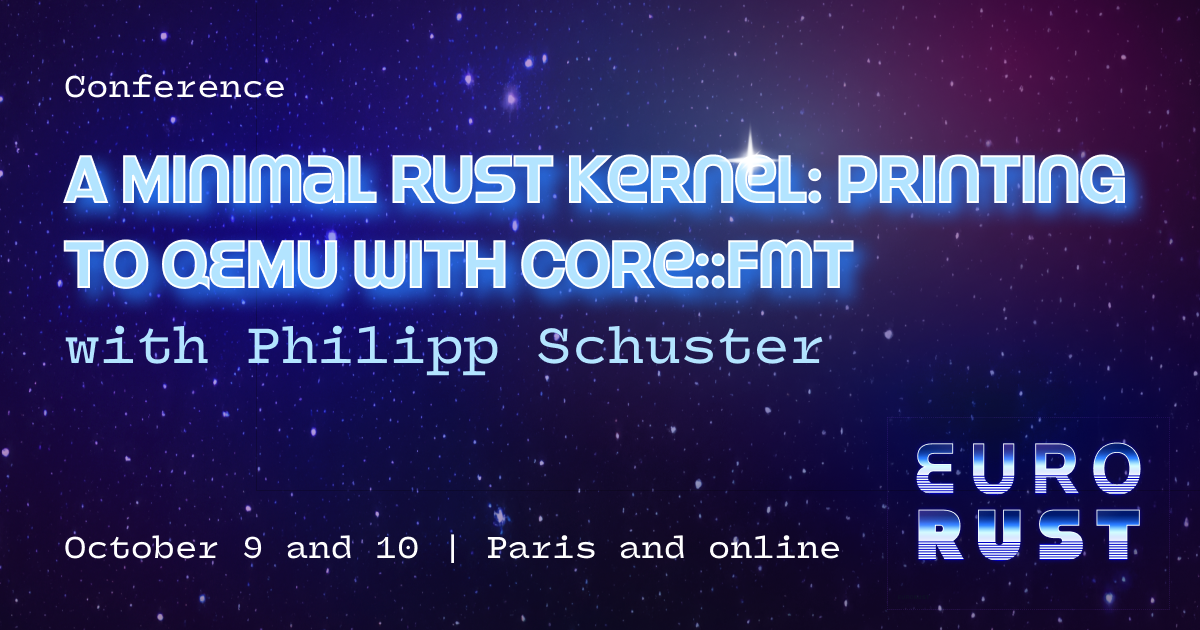 Conference
A MINIMAL RUST KERNEL: PRINTING
TO QEMU WITH CORE::FMT
with Philipp Schuster
EURO
RUST
October 9 and 10 | Paris and online